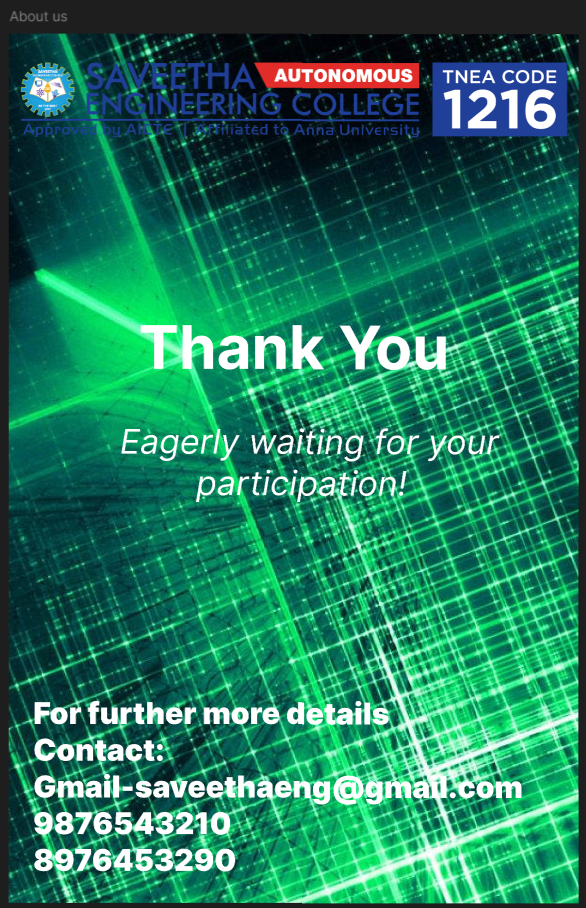 About us
SAVEETHA AUTONOMOUS
ENGINEERING COLLEGE
Approved by AICTE | Affiliated to Anna University
TNEA CODE
1216
Thank You
Eagerly waiting for your
participation!
For further more details
Contact:
Gmail-saveethaeng@gmail.com
9876543210
8976453290